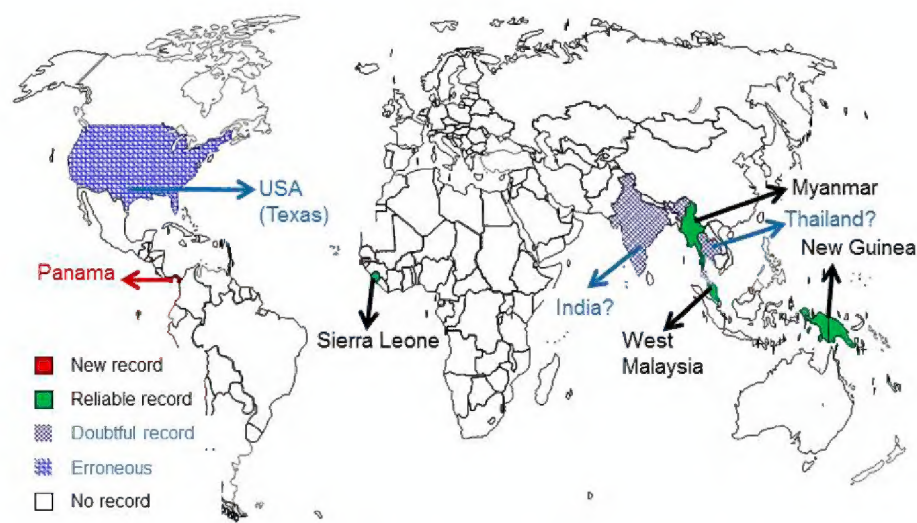 Myanmar
USA
(Texas)
Thailand?
New Guinea
Panama
India?
Sierra Leone
West
Malaysia
New record
Reliable record
Doubtful record
Erroneous
No record